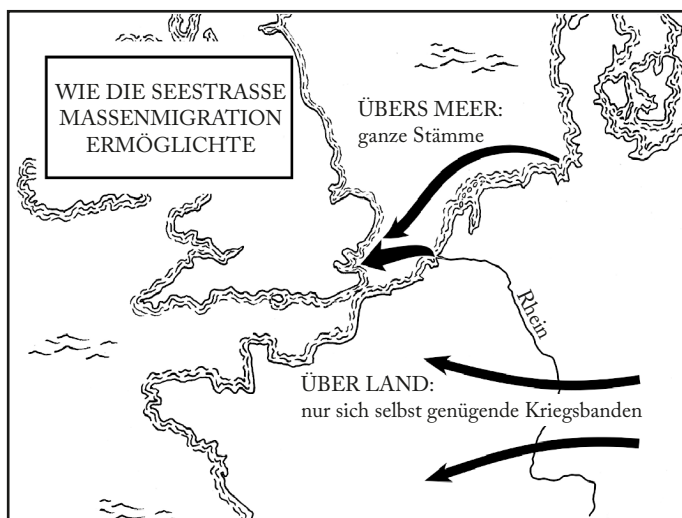 WIE DIE SEESTRASSE
MASSENMIGRATION
ERMÖGLICHTE
ÜBERS MEER:
ganze Stämme
Rhein
ÜBER LAND:
nur sich selbst genügende Kriegsbanden